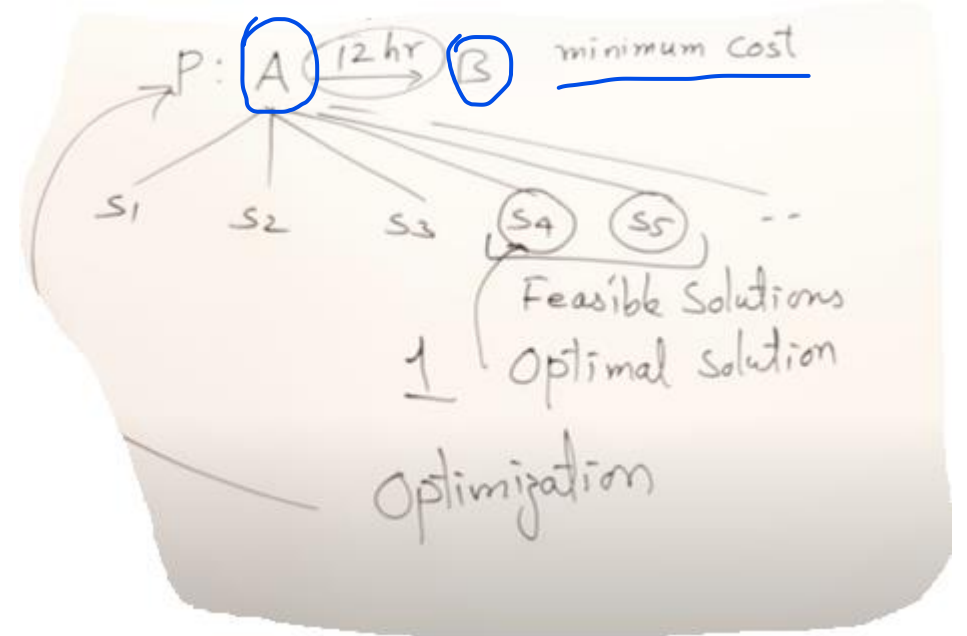 P: A 12 hr B minimum cost
S1 S2 S3 S4 S5 --
Feasible Solutions
1 Optimal Solution
Optimization